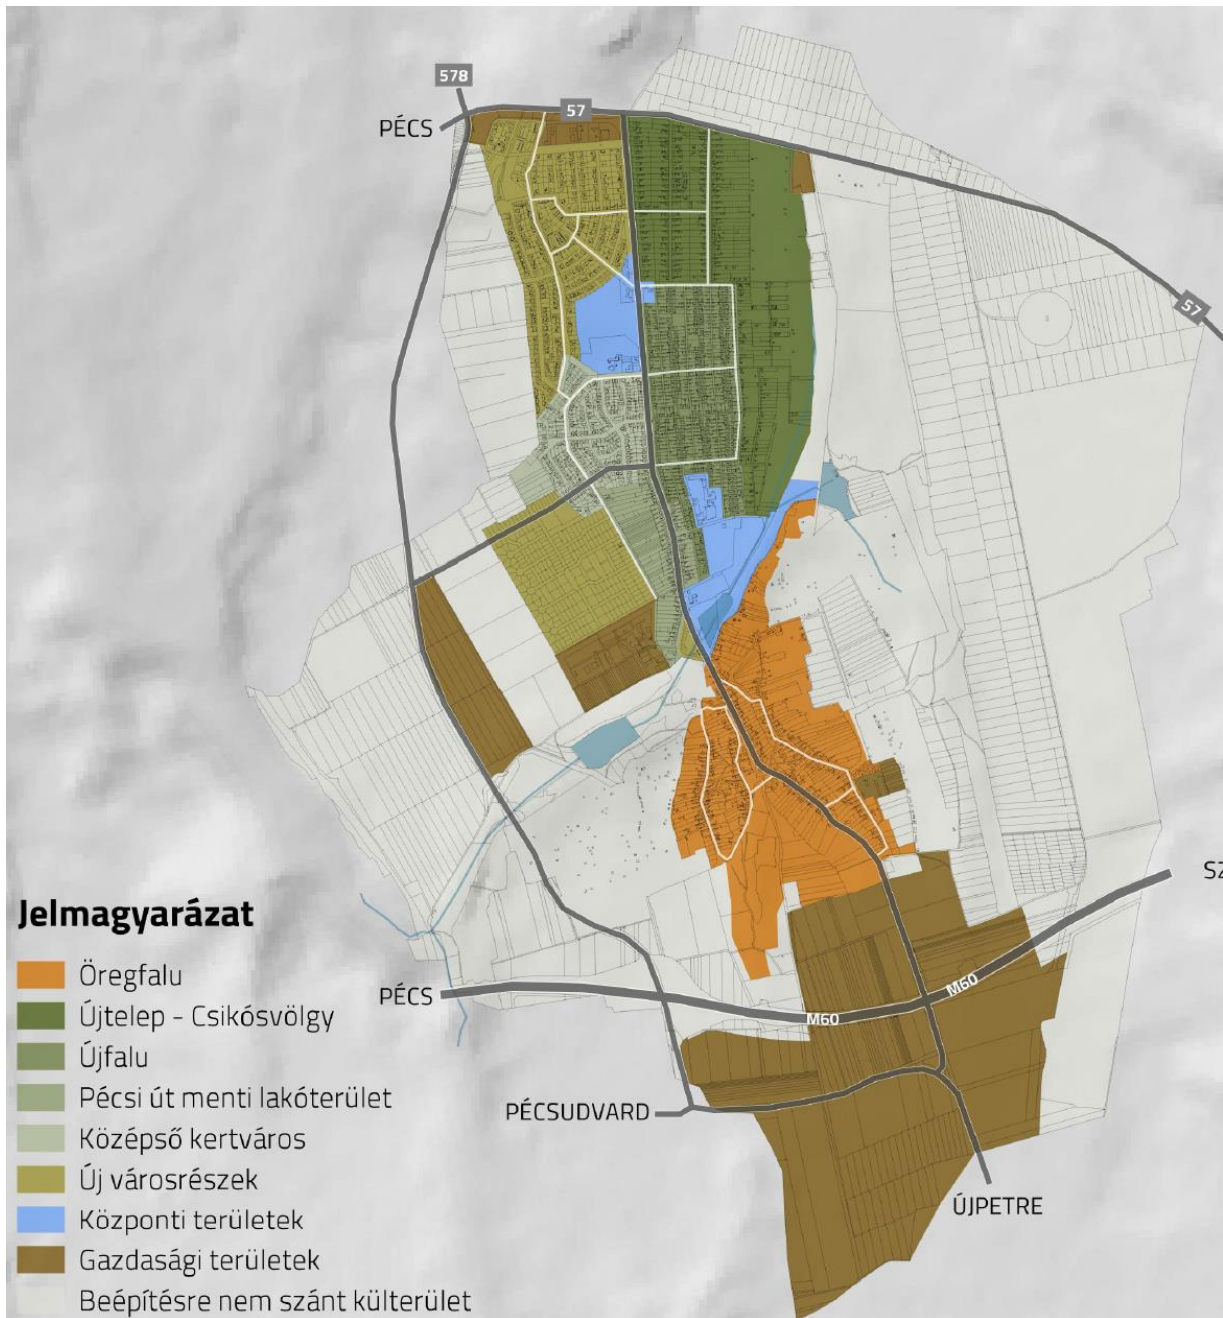 578
57
PÉCS
57
SZ
Jelmagyarázat
Öregfalu
Újtelep - Csikósvölgy
Újfalu
Pécsi út menti lakóterület
Középső kertváros
Új városrészek
Központi területek
Gazdasági területek
Beépítésre nem szánt külterület
PÉCS
M60
M60
PÉCSUDVARD
ÚJPETRE